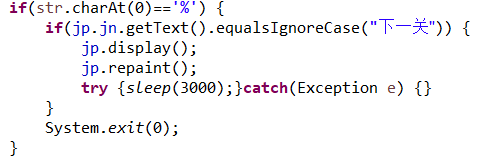 if(str.charAt(0)=='%') {
if(jp.jn.getText().equalsIgnoreCase("下一关")) {
jp.display();
jp.repaint();
try {sleep(3000);}catch(Exception e) {}
}
System.exit(0);
}